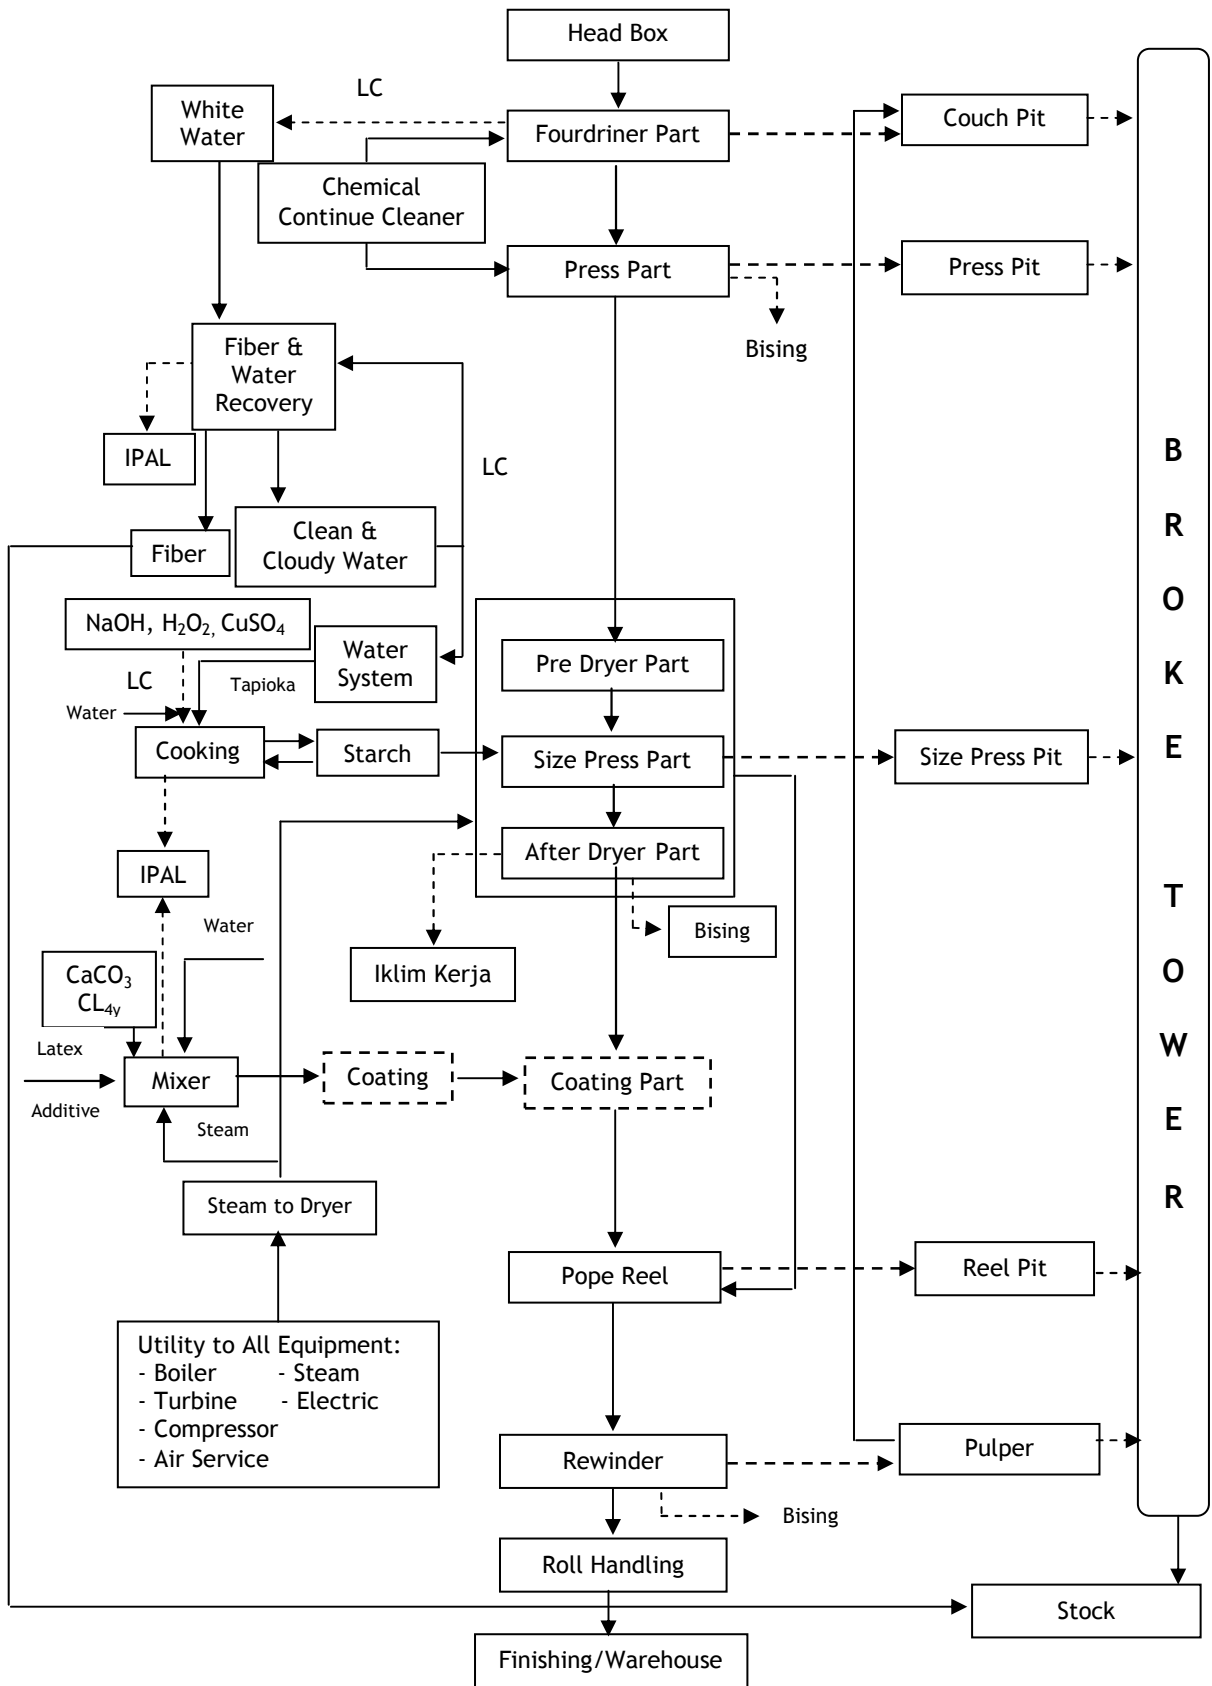 Head Box
LC
White
Water
Fourdriner Part
Couch Pit
Chemical
Continue Cleaner
Press Part
Press Pit
Bising
Fiber &
Water
Recovery
IPAL
LC
Clean &
Cloudy Water
Fiber
NaOH, H₂O₂, CuSO₄
Water
System
Pre Dryer Part
LC
Tapioka
Water
Cooking
Starch
Size Press Part
Size Press Pit
After Dryer Part
IPAL
Water
Bising
Iklim Kerja
CaCO₃
CL₄y
Latex
Mixer
Coating
Coating Part
Additive
Steam
Steam to Dryer
Pope Reel
Reel Pit
Utility to All Equipment:
- Boiler - Steam
- Turbine - Electric
- Compressor
- Air Service
Rewinder
Pulper
Bising
Roll Handling
Stock
Finishing/Warehouse
B
R
O
K
E
T
O
W
E
R